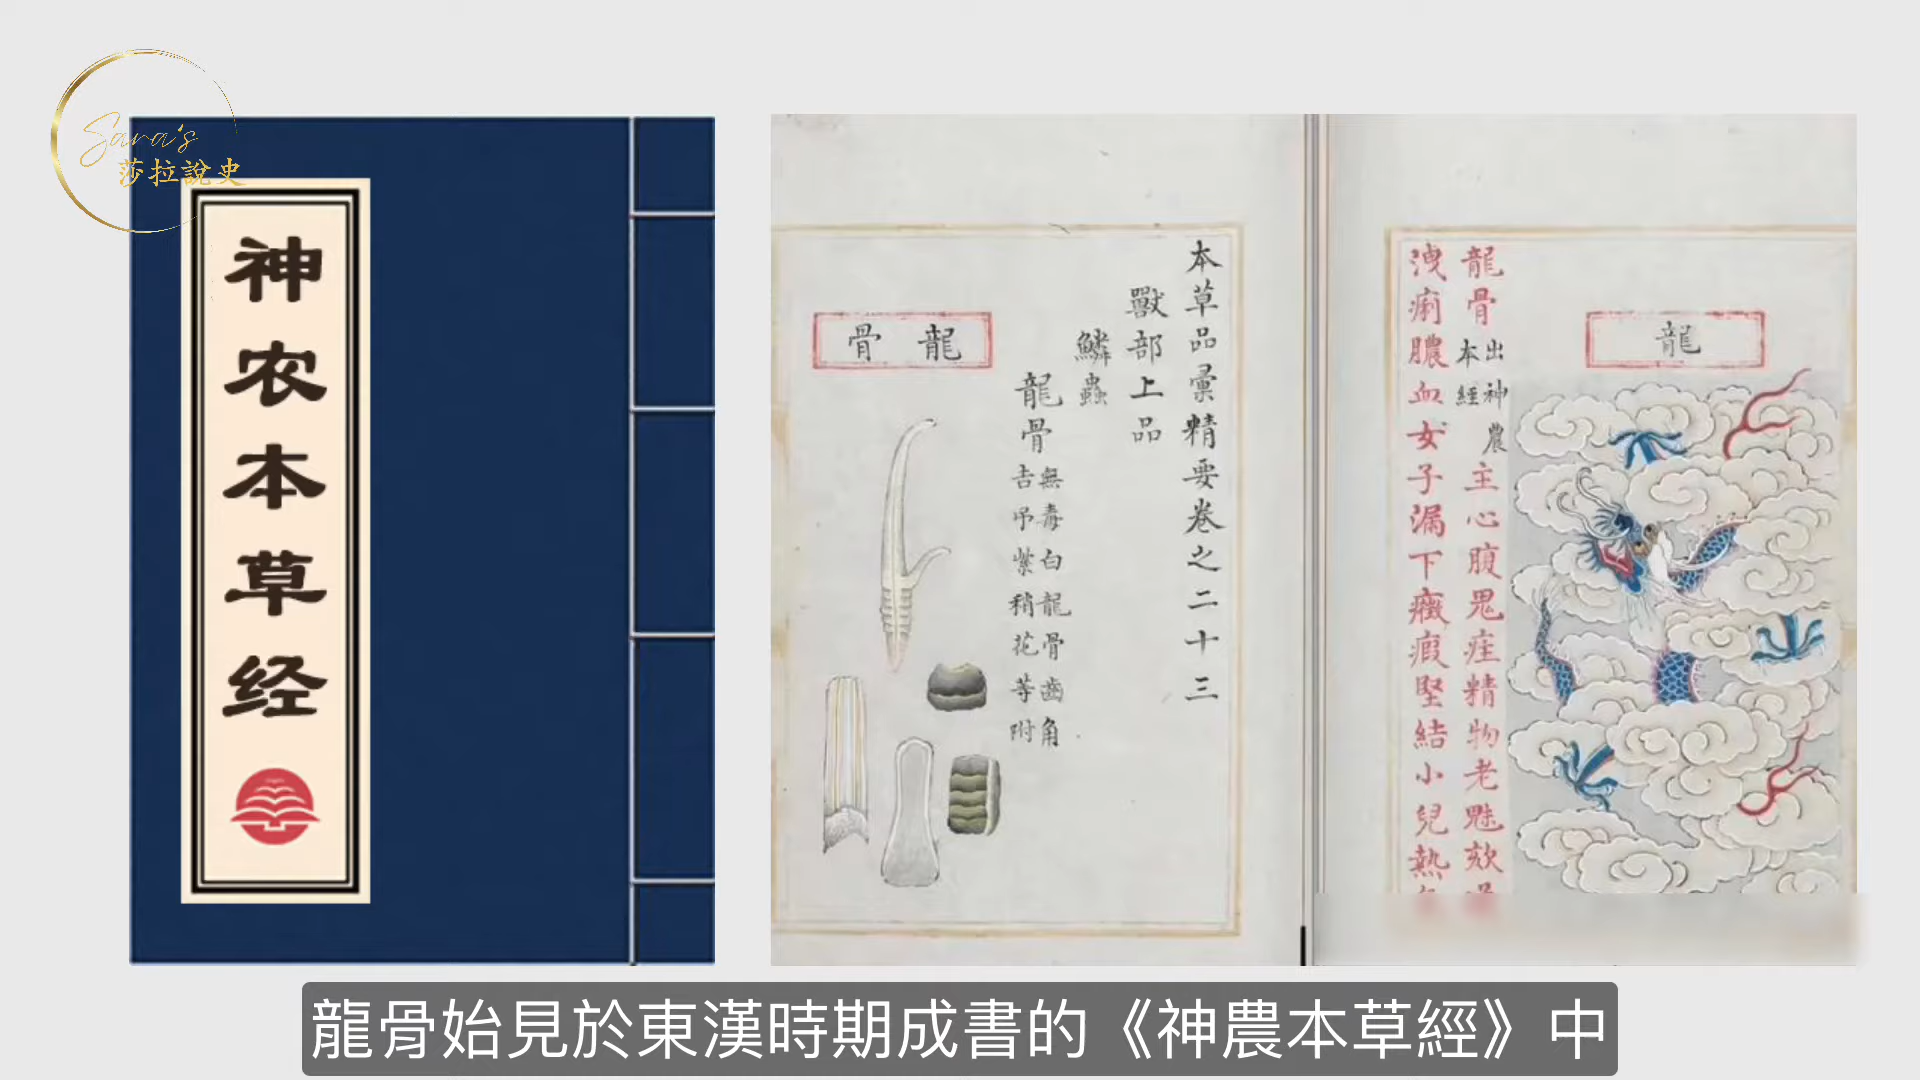 Sara's
莎拉說史
神农本草经
本草品彙精要卷之二十三
獸部上品
鱗蟲
龍骨
無毒白龍骨齒角
吉吊紫稍花等附
骨龍
龍
龍骨
出神農
本經
主心腹鬼疰精物老魅欬
洩痢膿血女子漏下癥瘕堅結小兒熱
龍骨始見於東漢時期成書的《神農本草經》中